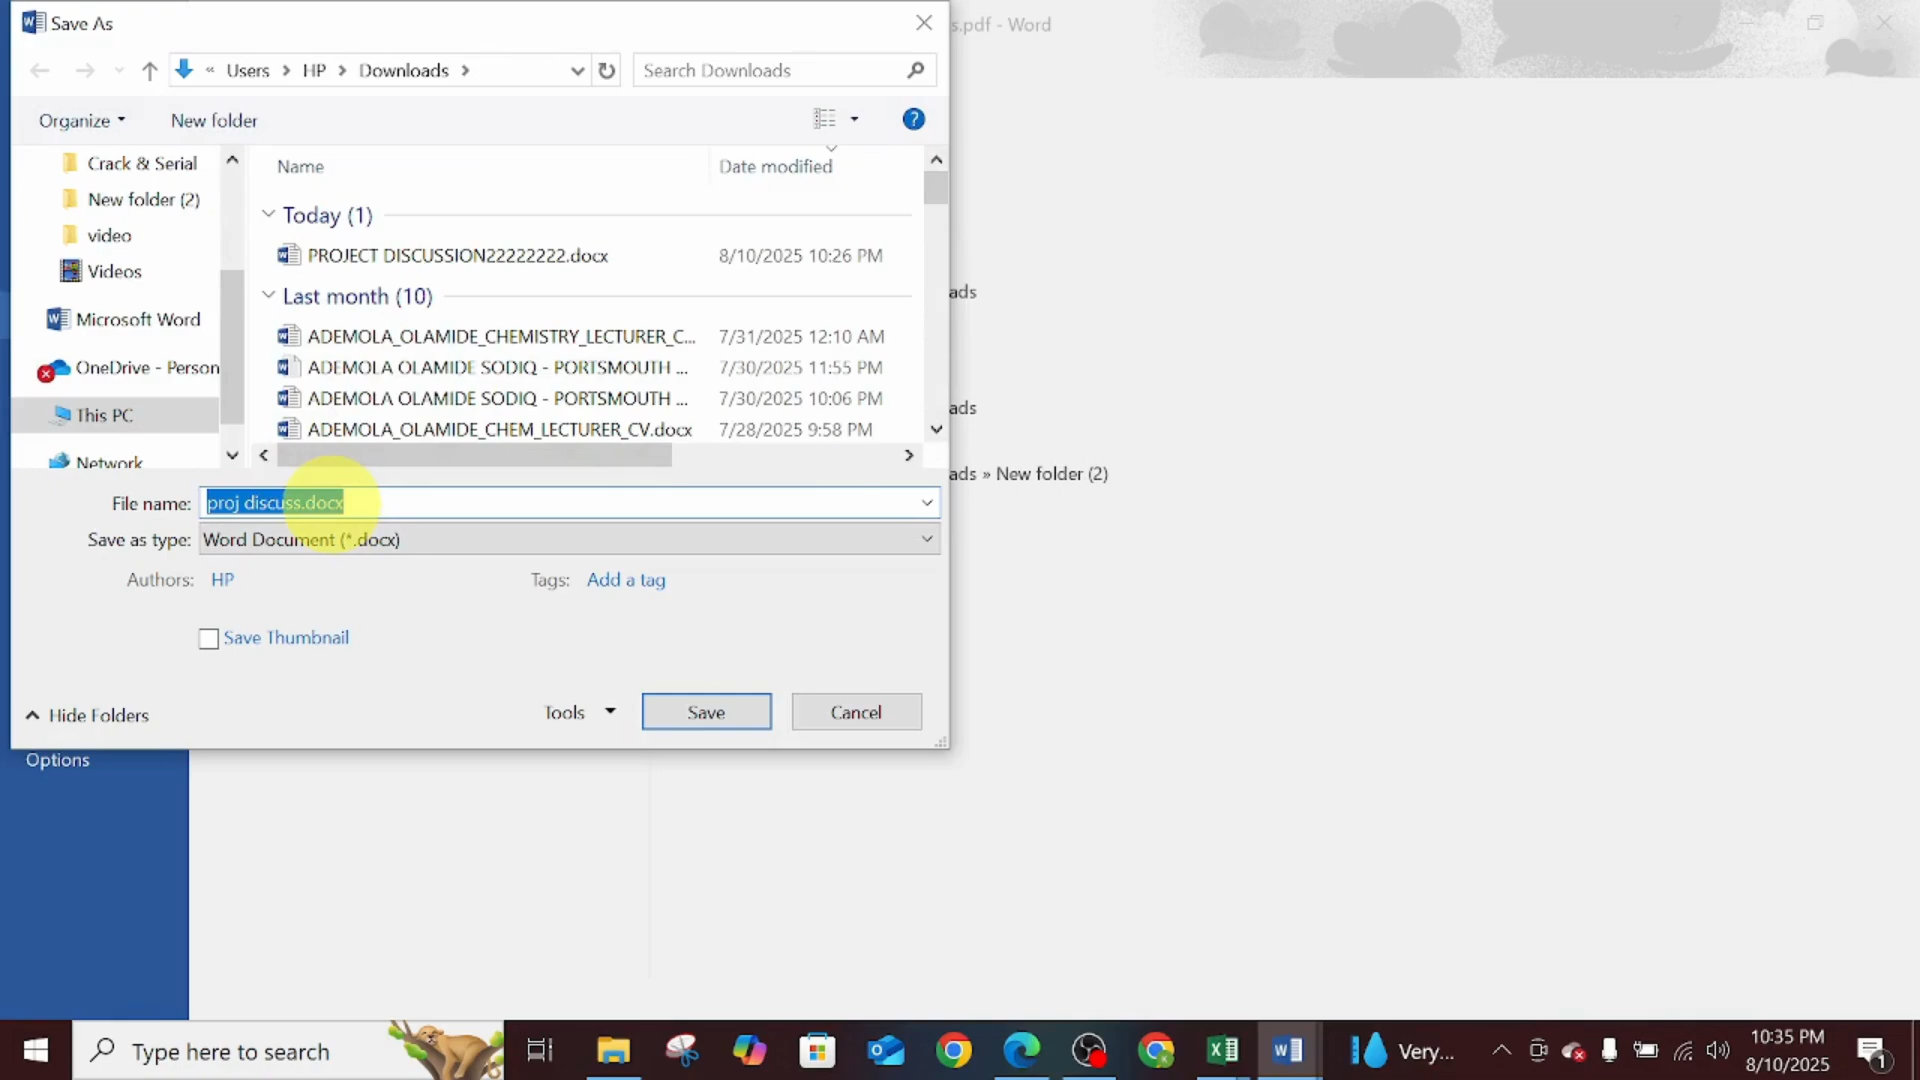 Save As
s.pdf - Word
« Users > HP > Downloads >
Search Downloads
Organize
New folder
?
Crack & Serial
New folder (2)
video
Videos
Microsoft Word
OneDrive - Person
This PC
Network
Name
Date modified
Today (1)
PROJECT DISCUSSION22222222.docx
8/10/2025 10:26 PM
Last month (10)
ADEMOLA_OLAMIDE_CHEMISTRY_LECTURER_C...
7/31/2025 12:10 AM
ADEMOLA OLAMIDE SODIQ - PORTSMOUTH ...
7/30/2025 11:55 PM
ADEMOLA OLAMIDE SODIQ - PORTSMOUTH ...
7/30/2025 10:06 PM
ADEMOLA_OLAMIDE_CHEM_LECTURER_CV.docx
7/28/2025 9:58 PM
ads
ads
ads » New folder (2)
File name: proj discuss.docx
Save as type: Word Document (*.docx)
Authors: HP
Tags: Add a tag
Save Thumbnail
Hide Folders
Tools
Save
Cancel
Options
Type here to search
Very...
10:35 PM
8/10/2025
1